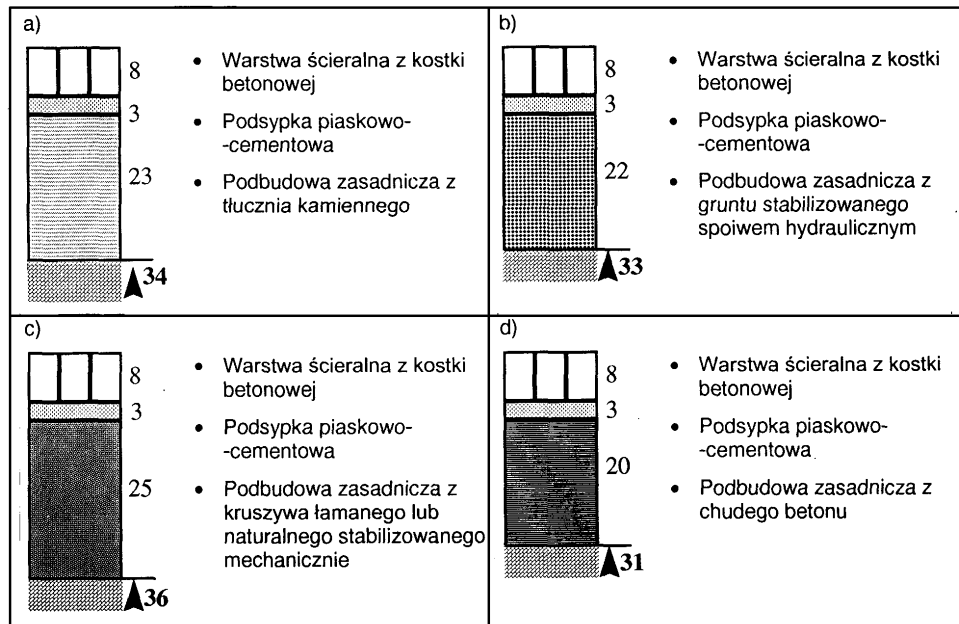 a)
8
3
23
34
• Warstwa ścieralna z kostki
betonowej
• Podsypka piaskowo-
-cementowa
• Podbudowa zasadnicza z
tłucznia kamiennego
b)
8
3
22
33
• Warstwa ścieralna z kostki
betonowej
• Podsypka piaskowo-
-cementowa
• Podbudowa zasadnicza z
gruntu stabilizowanego
spoiwem hydraulicznym
c)
8
3
25
36
• Warstwa ścieralna z kostki
betonowej
• Podsypka piaskowo-
-cementowa
• Podbudowa zasadnicza z
kruszywa łamanego lub
naturalnego stabilizowanego
mechanicznie
d)
8
3
20
31
• Warstwa ścieralna z kostki
betonowej
• Podsypka piaskowo-
-cementowa
• Podbudowa zasadnicza z
chudego betonu